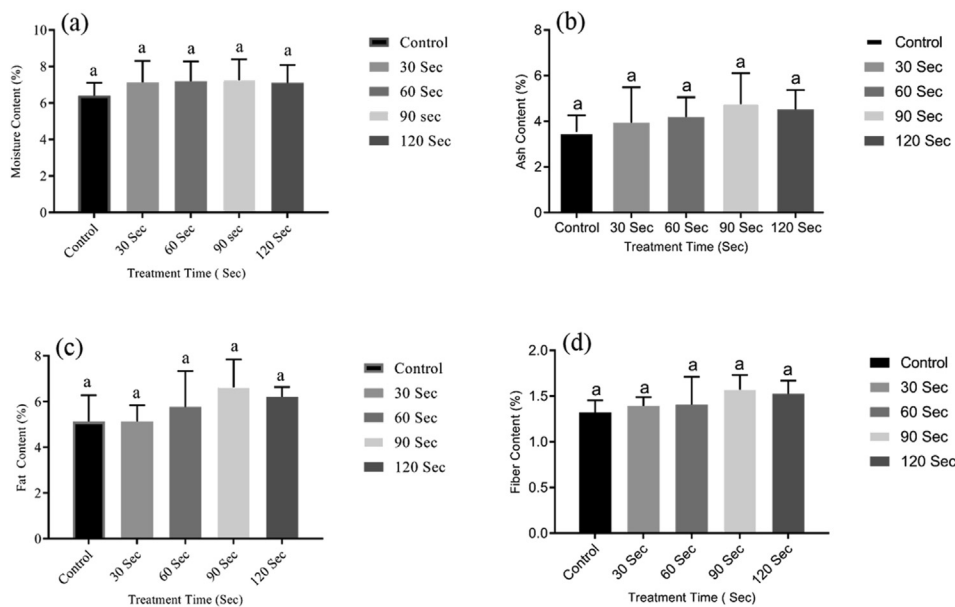 (a)
Moisture Content (%)
10
8
6
4
2
0
a
a
a
a
a
Control
30 Sec
60 Sec
90 sec
120 Sec
Treatment Time ( Sec)
Control
30 Sec
60 Sec
90 sec
120 Sec
(b)
Ash Content (%)
8
6
4
2
0
a
a
a
a
a
Control
30 Sec
60 Sec
90 Sec
120 Sec
Treatment Time (Sec)
Control
30 Sec
60 Sec
90 Sec
120 Sec
(c)
Fat Content (%)
8
6
4
2
0
a
a
a
a
a
Control
30 Sec
60 Sec
90 Sec
120 Sec
Treatment Time (Sec)
Control
30 Sec
60 Sec
90 Sec
120 Sec
(d)
Fiber Content (%)
2.0
1.5
1.0
0.5
0.0
a
a
a
a
a
Control
30 Sec
60 Sec
90 Sec
120 Sec
Treatment Time ( Sec)
Control
30 Sec
60 Sec
90 Sec
120 Sec